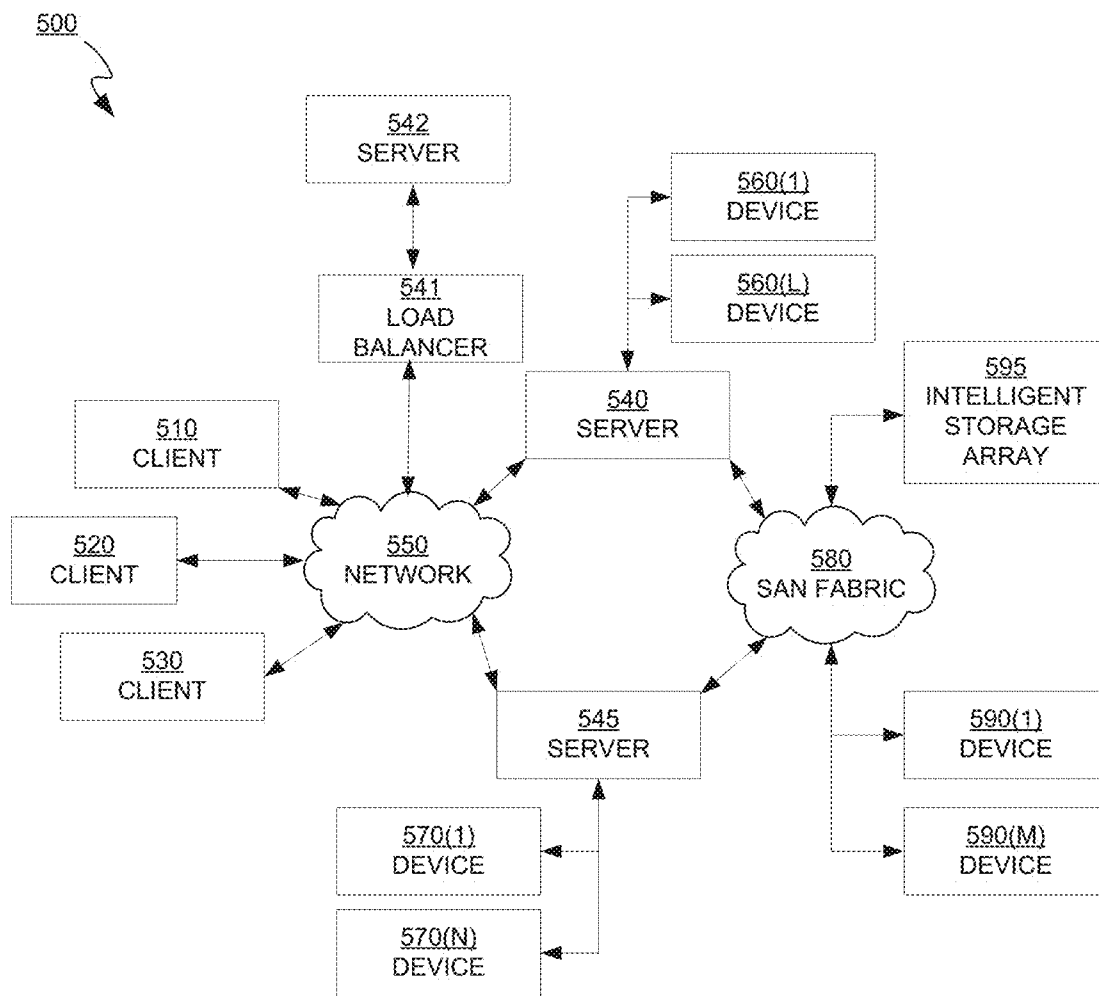 500
542
SERVER
560(1)
DEVICE
541
LOAD
BALANCER
560(L)
DEVICE
595
INTELLIGENT
STORAGE
ARRAY
540
SERVER
510
CLIENT
520
CLIENT
550
NETWORK
580
SAN FABRIC
530
CLIENT
545
SERVER
590(1)
DEVICE
570(1)
DEVICE
590(M)
DEVICE
570(N)
DEVICE